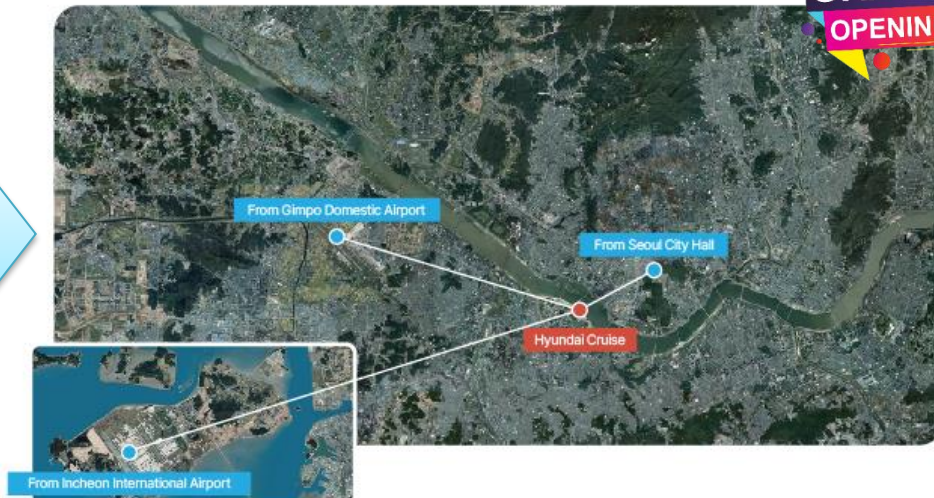 OPENIN
From Gimpo Domestic Airport
From Seoul City Hall
Hyundai Cruise
From Incheon International Airport